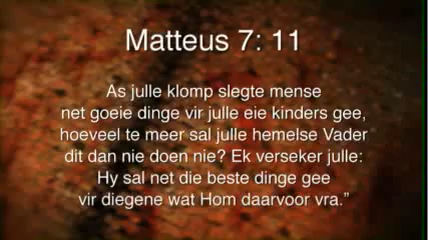 Matteus 7: 11
As julle klomp slegte mense
net goeie dinge vir julle eie kinders gee,
hoeveel te meer sal julle hemelse Vader
dit dan nie doen nie? Ek verseker julle:
Hy sal net die beste dinge gee
vir diegene wat Hom daarvoor vra.”